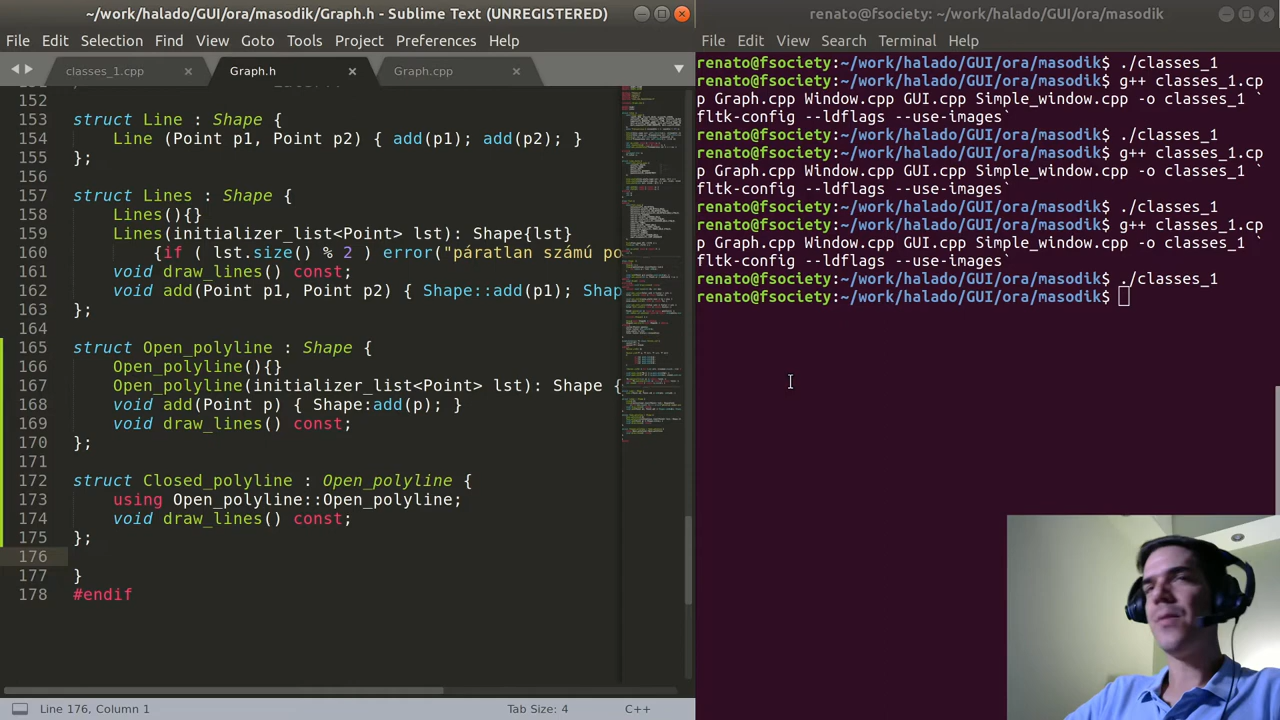 ~/work/halado/GUI/ora/masodik/Graph.h - Sublime Text (UNREGISTERED)
File Edit Selection Find View Goto Tools Project Preferences Help
classes_1.cpp Graph.h Graph.cpp
152
153 struct Line : Shape {
154 Line (Point p1, Point p2) { add(p1); add(p2); }
155 };
156
157 struct Lines : Shape {
158 Lines(){}
159 Lines(initializer_list<Point> lst): Shape{lst}
160 {if ( lst.size() % 2 ) error("páratlan számú po
161 void draw_lines() const;
162 void add(Point p1, Point p2) { Shape::add(p1); Shap
163 };
164
165 struct Open_polyline : Shape {
166 Open_polyline(){}
167 Open_polyline(initializer_list<Point> lst): Shape {
168 void add(Point p) { Shape:add(p); }
169 void draw_lines() const;
170 };
171
172 struct Closed_polyline : Open_polyline {
173 using Open_polyline::Open_polyline;
174 void draw_lines() const;
175 };
176
177 }
178 #endif
Line 176, Column 1 Tab Size: 4 C++
renato@fsociety: ~/work/halado/GUI/ora/masodik
File Edit View Search Terminal Help
renato@fsociety:~/work/halado/GUI/ora/masodik$ ./classes_1
renato@fsociety:~/work/halado/GUI/ora/masodik$ g++ classes_1.cp
p Graph.cpp Window.cpp GUI.cpp Simple_window.cpp -o classes_1 `
fltk-config --ldflags --use-images`
renato@fsociety:~/work/halado/GUI/ora/masodik$ ./classes_1
renato@fsociety:~/work/halado/GUI/ora/masodik$ g++ classes_1.cp
p Graph.cpp Window.cpp GUI.cpp Simple_window.cpp -o classes_1 `
fltk-config --ldflags --use-images`
renato@fsociety:~/work/halado/GUI/ora/masodik$ ./classes_1
renato@fsociety:~/work/halado/GUI/ora/masodik$ g++ classes_1.cp
p Graph.cpp Window.cpp GUI.cpp Simple_window.cpp -o classes_1 `
fltk-config --ldflags --use-images`
renato@fsociety:~/work/halado/GUI/ora/masodik$ ./classes_1
renato@fsociety:~/work/halado/GUI/ora/masodik$